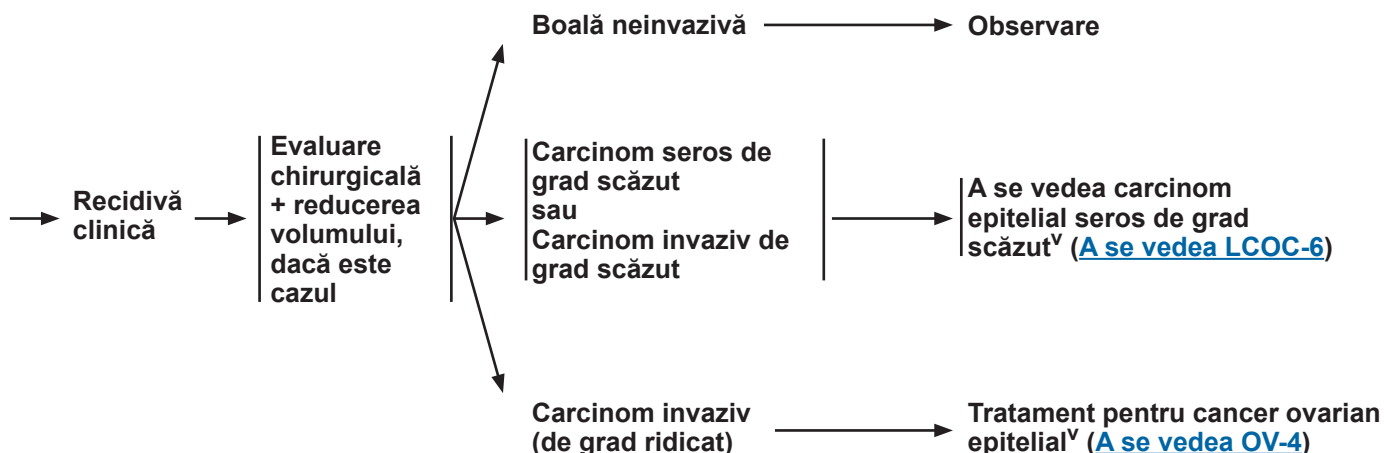 Recidivă
clinică
Evaluare
chirurgicală
+ reducerea
volumului,
dacă este
cazul
Boală neinvazivă
Observare
Carcinom seros de
grad scăzut
sau
Carcinom invaziv de
grad scăzut
A se vedea carcinom
epitelial seros de grad
scăzutᵛ (A se vedea LCOC-6)
Carcinom invaziv
(de grad ridicat)
Tratament pentru cancer ovarian
epitelialᵛ (A se vedea OV-4)